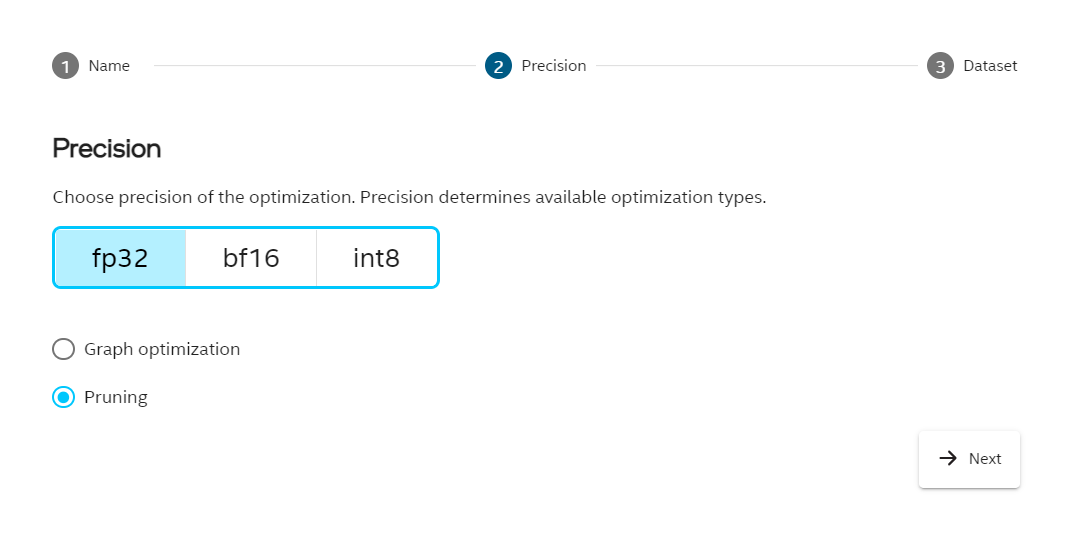 1 Name 2 Precision 3 Dataset
Precision
Choose precision of the optimization. Precision determines available optimization types.
fp32 bf16 int8
Graph optimization
Pruning
Next